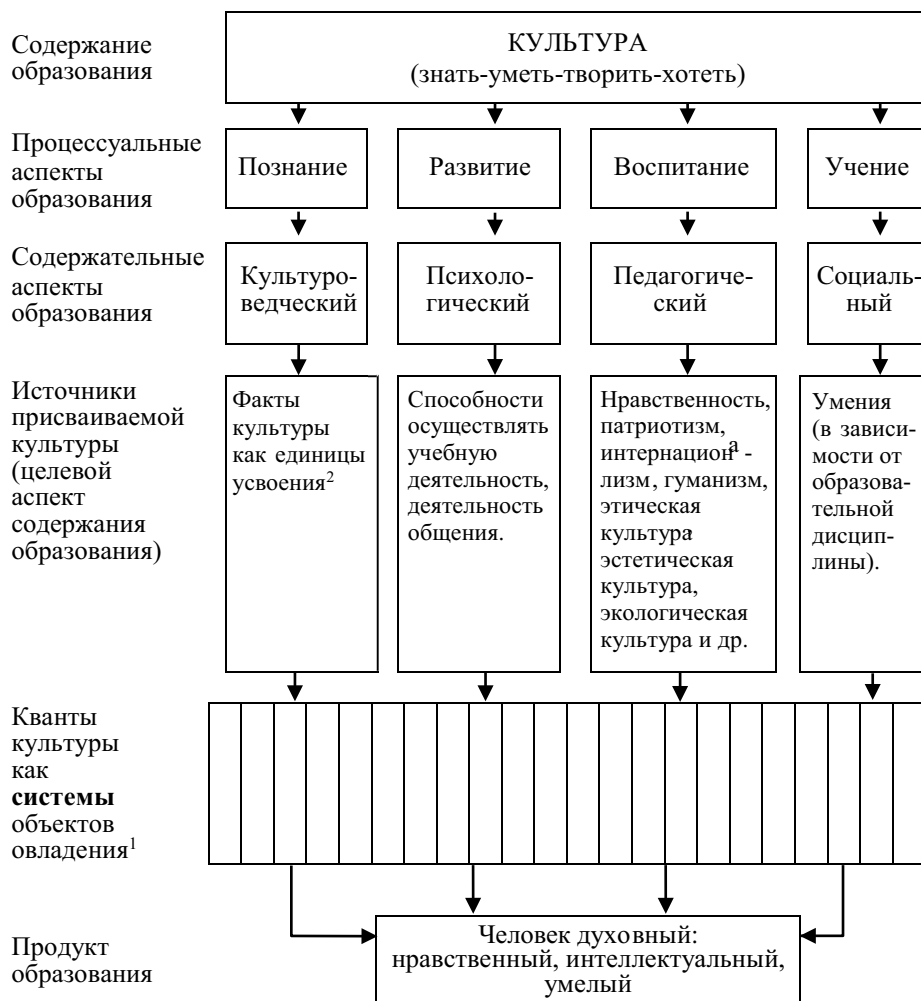 Содержание
образования
КУЛЬТУРА
(знать-уметь-творить-хотеть)
Процессуальные
аспекты
образования
Познание
Развитие
Воспитание
Учение
Содержательные
аспекты
образования
Культуро-
ведческий
Психоло-
гический
Педагогиче-
ский
Социаль-
ный
Источники
присваиваемой
культуры
(целевой
аспект
содержания
образования)
Факты
культуры
как единицы
усвоения²
Способности
осуществлять
учебную
деятельность,
деятельность
общения.
Нравственность,
патриотизм,
интернациона-
лизм, гуманизм,
этическая
культура,
эстетическая
культура,
экологическая
культура и др.
Умения
(в зависи-
мости от
образова-
тельной
дисцип-
лины).
Кванты
культуры
как
системы
объектов
овладения¹
Продукт
образования
Человек духовный:
нравственный, интеллектуальный,
умелый